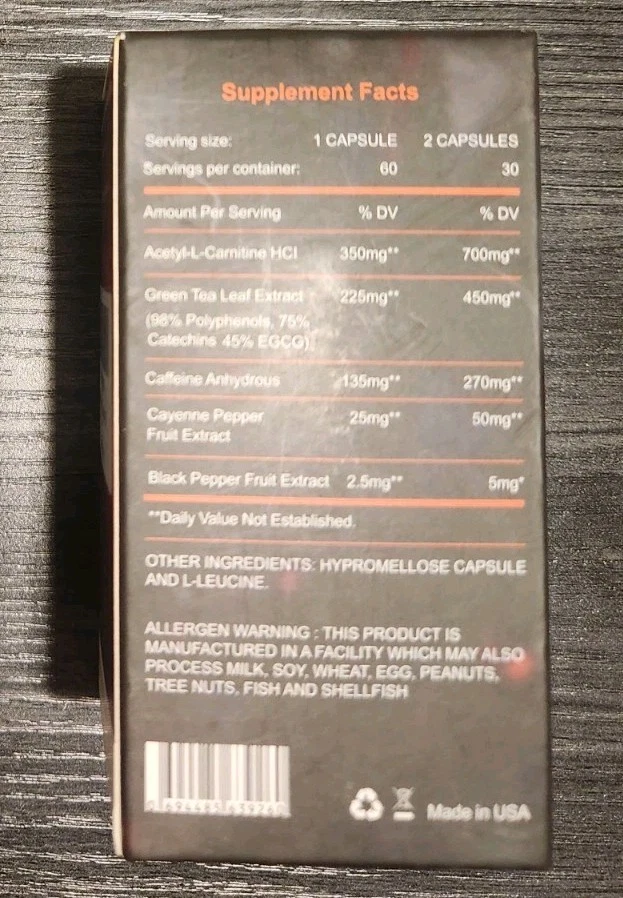 Supplement Facts
Serving size: 1 CAPSULE 2 CAPSULES
Servings per container: 60 30
Amount Per Serving % DV % DV
Acetyl-L-Carnitine HCl 350mg** 700mg**
Green Tea Leaf Extract 225mg** 450mg**
(98% Polyphenols, 75%
Catechins 45% EGCG)
Caffeine Anhydrous 135mg** 270mg**
Cayenne Pepper 25mg** 50mg**
Fruit Extract
Black Pepper Fruit Extract 2.5mg** 5mg*
**Daily Value Not Established.
OTHER INGREDIENTS: HYPROMELLOSE CAPSULE
AND L-LEUCINE.
ALLERGEN WARNING : THIS PRODUCT IS
MANUFACTURED IN A FACILITY WHICH MAY ALSO
PROCESS MILK, SOY, WHEAT, EGG, PEANUTS,
TREE NUTS, FISH AND SHELLFISH
Made in USA